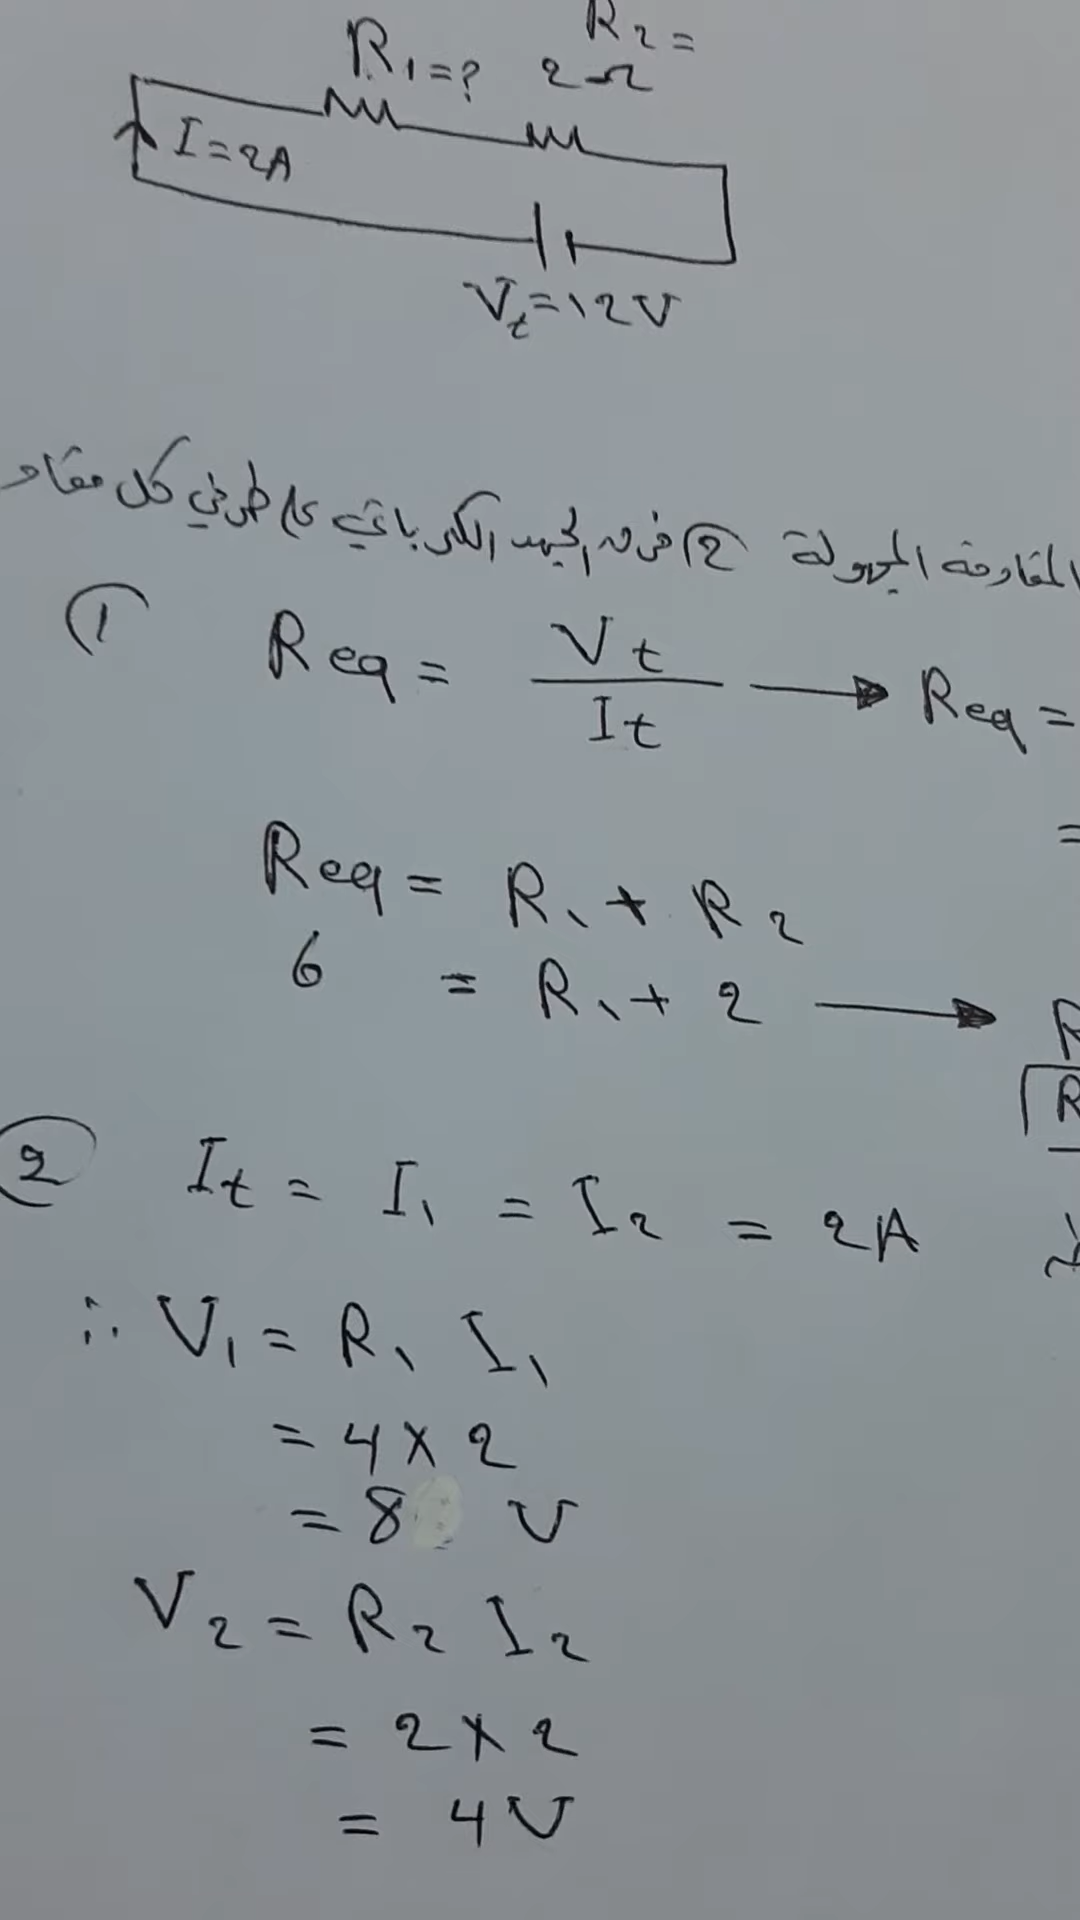 R₁=? R₂=
2Ω
I=2A
Vₜ=12V
المقاومة المجهولة (2) فرق الجهد الكهربائي على طرفي كل مقاو
(1) Req = Vt / It → Req =
=
Req = R₁ + R₂
6 = R₁ + 2 → R
R
(2) It = I₁ = I₂ = 2A
∴ V₁ = R₁ I₁
= 4 × 2
= 8 V
V₂ = R₂ I₂
= 2 × 2
= 4 V